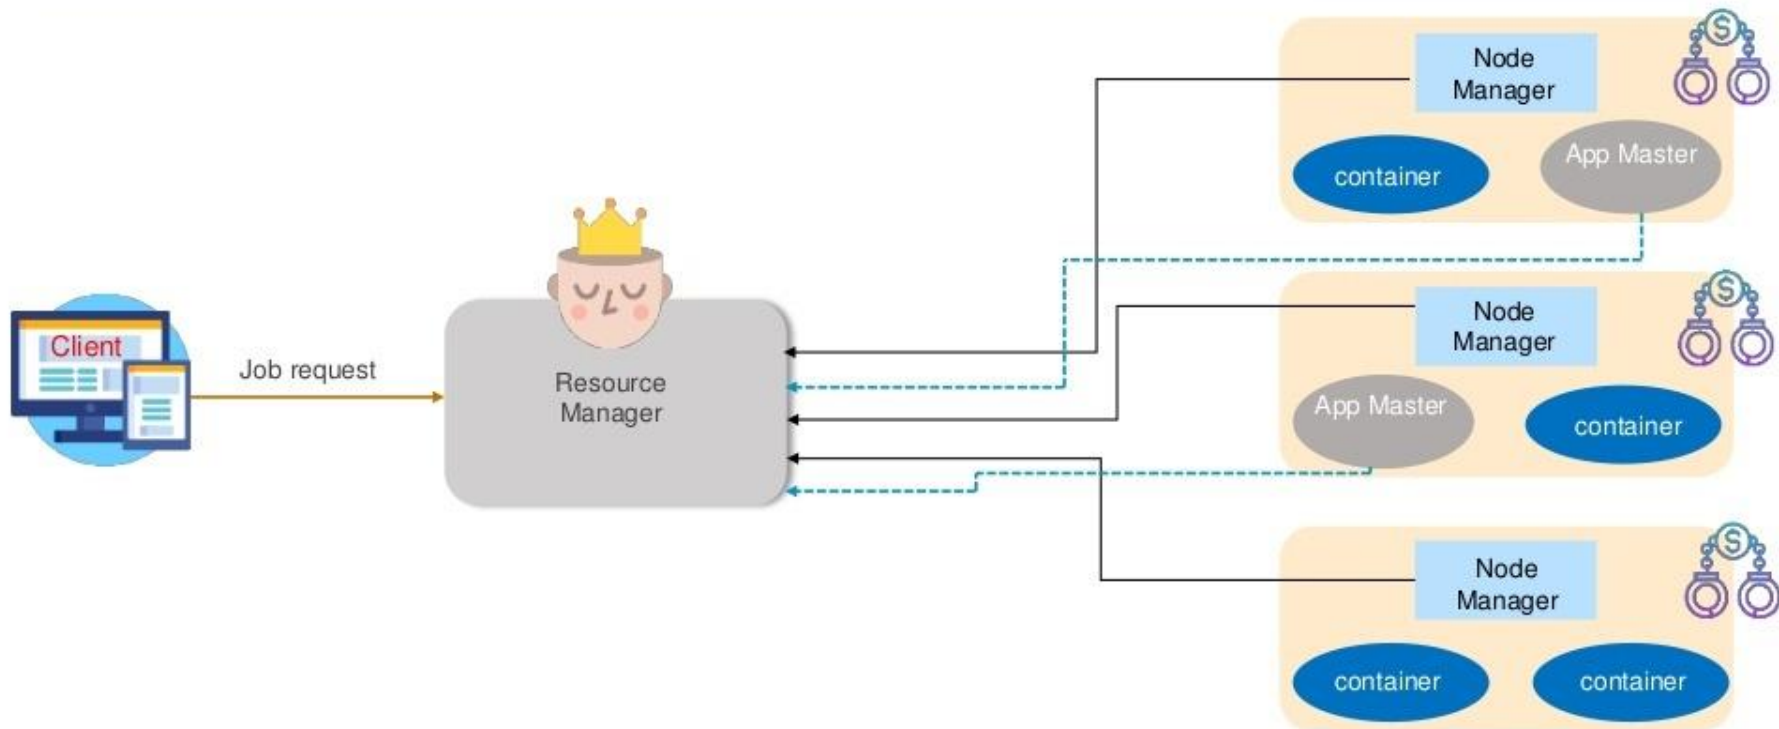 Client
Job request
Resource
Manager
Node
Manager
container
App Master
$
Node
Manager
App Master
container
$
Node
Manager
container
container
$